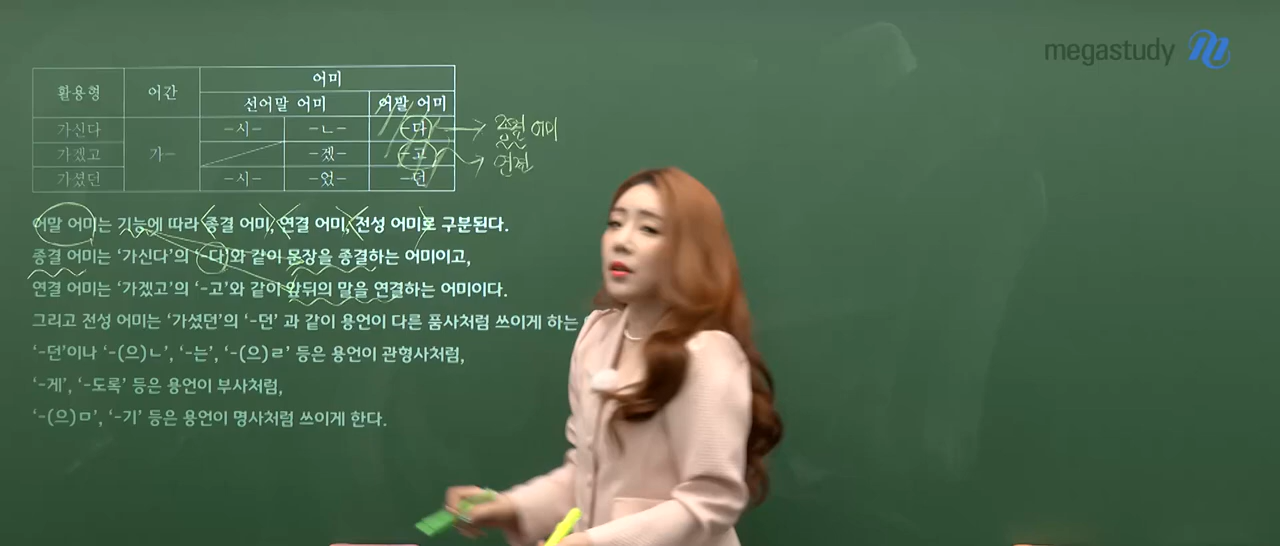 megastudy
활용형 어간 어미
선어말 어미 어말 어미
가신다 가- -시- -ㄴ- -다 → 종결 어미
가겠고 -겠- -고 → 연결
가셨던 -시- -었- -던
어말 어미는 기능에 따라 종결 어미, 연결 어미, 전성 어미로 구분된다.
종결 어미는 ‘가신다’의 ‘-다’와 같이 문장을 종결하는 어미이고,
연결 어미는 ‘가겠고’의 ‘-고’와 같이 앞뒤의 말을 연결하는 어미이다.
그리고 전성 어미는 ‘가셨던’의 ‘-던’ 과 같이 용언이 다른 품사처럼 쓰이게 하는
‘-던’이나 ‘-(으)ㄴ’, ‘-는’, ‘-(으)ㄹ’ 등은 용언이 관형사처럼,
‘-게’, ‘-도록’ 등은 용언이 부사처럼,
‘-(으)ㅁ’, ‘-기’ 등은 용언이 명사처럼 쓰이게 한다.